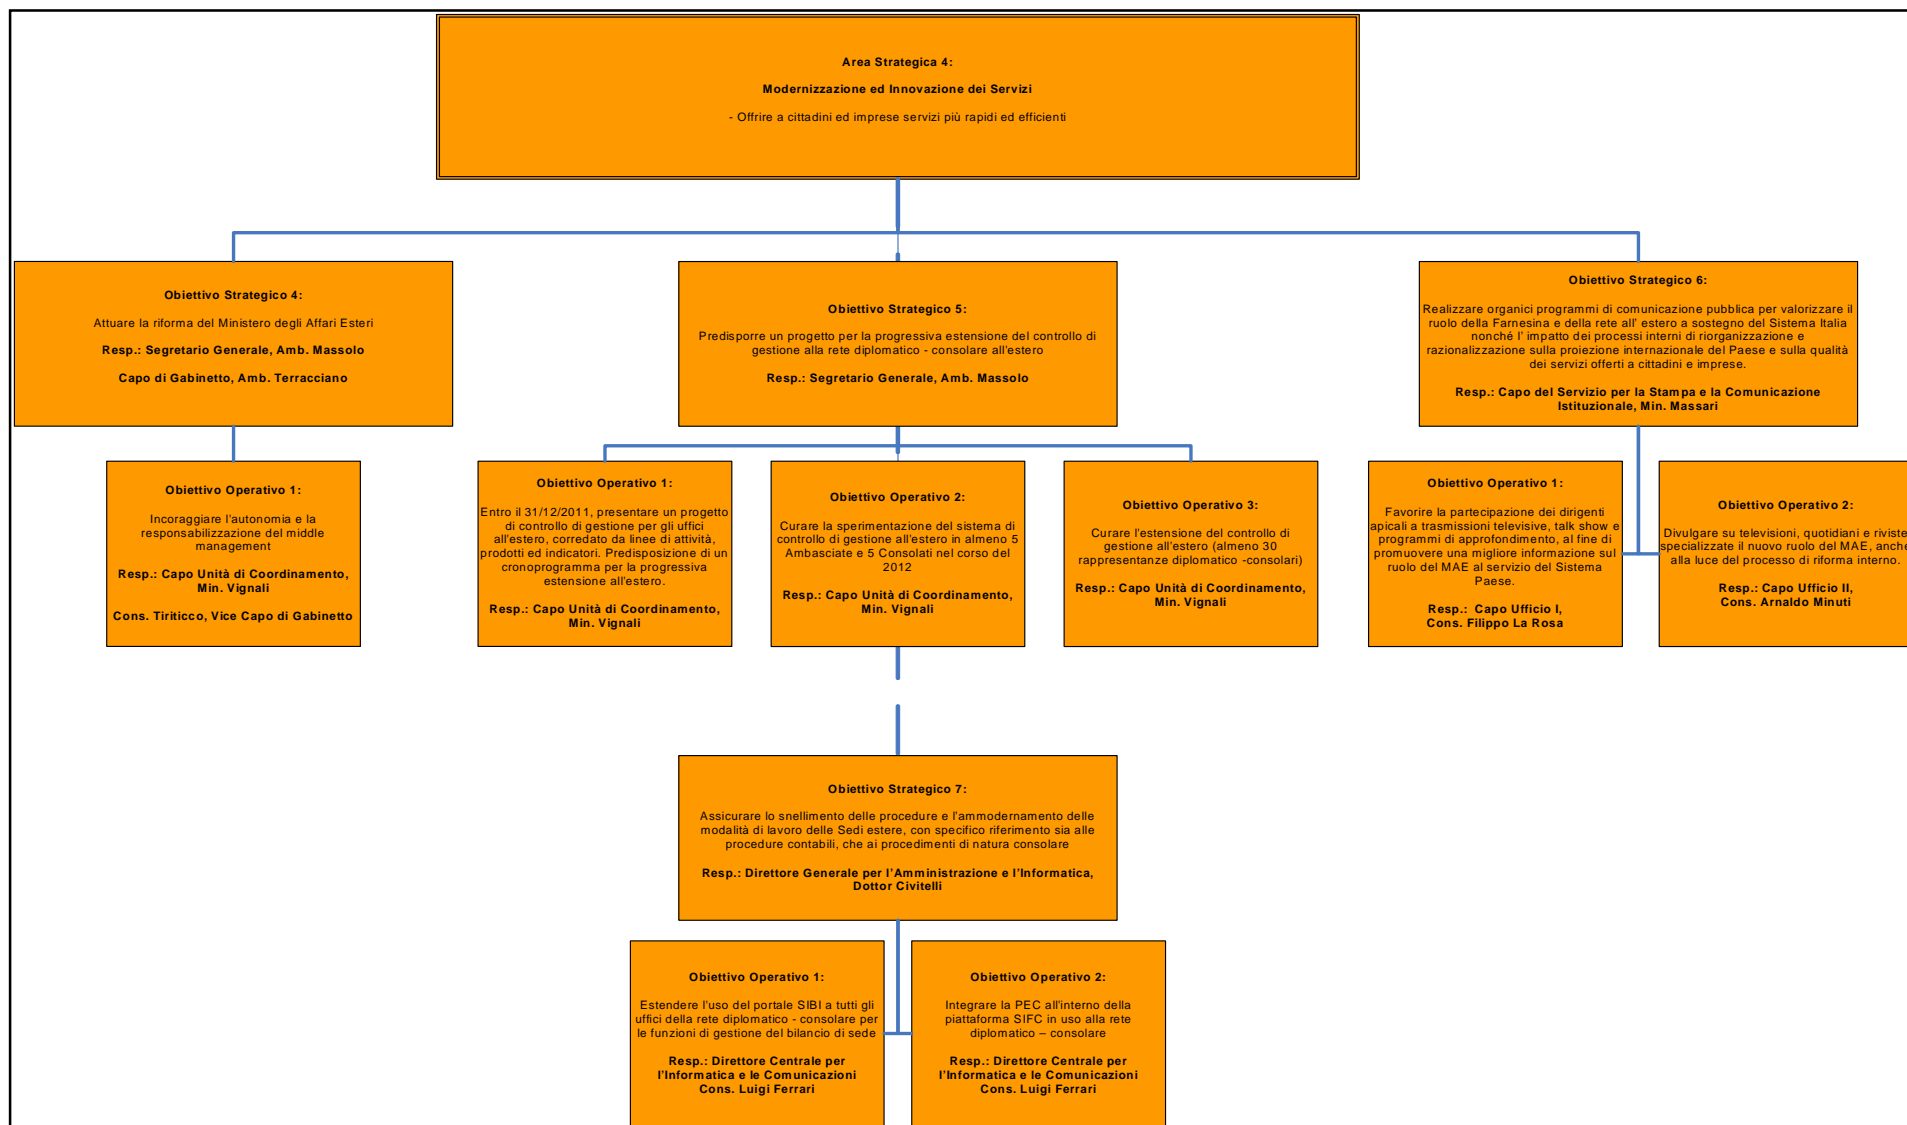 Area Strategica 4:
Modernizzazione ed Innovazione dei Servizi
- Offrire a cittadini ed imprese servizi più rapidi ed efficienti
Obiettivo Strategico 4:
Attuare la riforma del Ministero degli Affari Esteri
Resp.: Segretario Generale, Amb. Massolo
Capo di Gabinetto, Amb. Terracciano
Obiettivo Strategico 5:
Predisporre un progetto per la progressiva estensione del controllo di
gestione alla rete diplomatico - consolare all'estero
Resp.: Segretario Generale, Amb. Massolo
Obiettivo Strategico 6:
Realizzare organici programmi di comunicazione pubblica per valorizzare il
ruolo della Farnesina e della rete all' estero a sostegno del Sistema Italia
nonché l' impatto dei processi interni di riorganizzazione e
razionalizzazione sulla proiezione internazionale del Paese e sulla qualità
dei servizi offerti a cittadini e imprese.
Resp.: Capo del Servizio per la Stampa e la Comunicazione
Istituzionale, Min. Massari
Obiettivo Operativo 1:
Incoraggiare l'autonomia e la
responsabilizzazione del middle
management
Resp.: Capo Unità di Coordinamento,
Min. Vignali
Cons. Tiriticco, Vice Capo di Gabinetto
Obiettivo Operativo 1:
Entro il 31/12/2011, presentare un progetto
di controllo di gestione per gli uffici
all'estero, corredato da linee di attività,
prodotti ed indicatori. Predisposizione di un
cronoprogramma per la progressiva
estensione all'estero.
Resp.: Capo Unità di Coordinamento,
Min. Vignali
Obiettivo Operativo 2:
Curare la sperimentazione del sistema di
controllo di gestione all'estero in almeno 5
Ambasciate e 5 Consolati nel corso del
2012
Resp.: Capo Unità di Coordinamento,
Min. Vignali
Obiettivo Operativo 3:
Curare l'estensione del controllo di
gestione all'estero (almeno 30
rappresentanze diplomatico -consolari)
Resp.: Capo Unità di Coordinamento,
Min. Vignali
Obiettivo Operativo 1:
Favorire la partecipazione dei dirigenti
apicali a trasmissioni televisive, talk show e
programmi di approfondimento, al fine di
promuovere una migliore informazione sul
ruolo del MAE al servizio del Sistema
Paese.
Resp.: Capo Ufficio I,
Cons. Filippo La Rosa
Obiettivo Operativo 2:
Divulgare su televisioni, quotidiani e riviste
specializzate il nuovo ruolo del MAE, anche
alla luce del processo di riforma interno.
Resp.: Capo Ufficio II,
Cons. Arnaldo Minuti
Obiettivo Strategico 7:
Assicurare lo snellimento delle procedure e l'ammodernamento delle
modalità di lavoro delle Sedi estere, con specifico riferimento sia alle
procedure contabili, che ai procedimenti di natura consolare
Resp.: Direttore Generale per l'Amministrazione e l'Informatica,
Dottor Civitelli
Obiettivo Operativo 1:
Estendere l'uso del portale SIBI a tutti gli
uffici della rete diplomatico - consolare per
le funzioni di gestione del bilancio di sede
Resp.: Direttore Centrale per
l'Informatica e le Comunicazioni
Cons. Luigi Ferrari
Obiettivo Operativo 2:
Integrare la PEC all'interno della
piattaforma SIFC in uso alla rete
diplomatico – consolare
Resp.: Direttore Centrale per
l'Informatica e le Comunicazioni
Cons. Luigi Ferrari